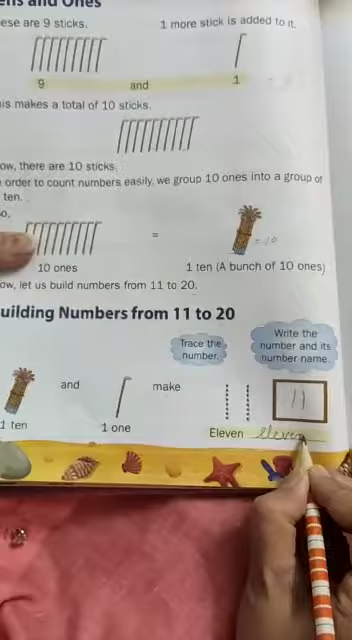 ens and Ones
ese are 9 sticks. 1 more stick is added to it.
9 and 1
is makes a total of 10 sticks.
ow, there are 10 sticks.
order to count numbers easily, we group 10 ones into a group of
ten.
o,
= = 10
10 ones 1 ten (A bunch of 10 ones)
ow, let us build numbers from 11 to 20.
uilding Numbers from 11 to 20
Trace the
number.
Write the
number and its
number name.
and make 11
1 ten 1 one
Eleven eleven